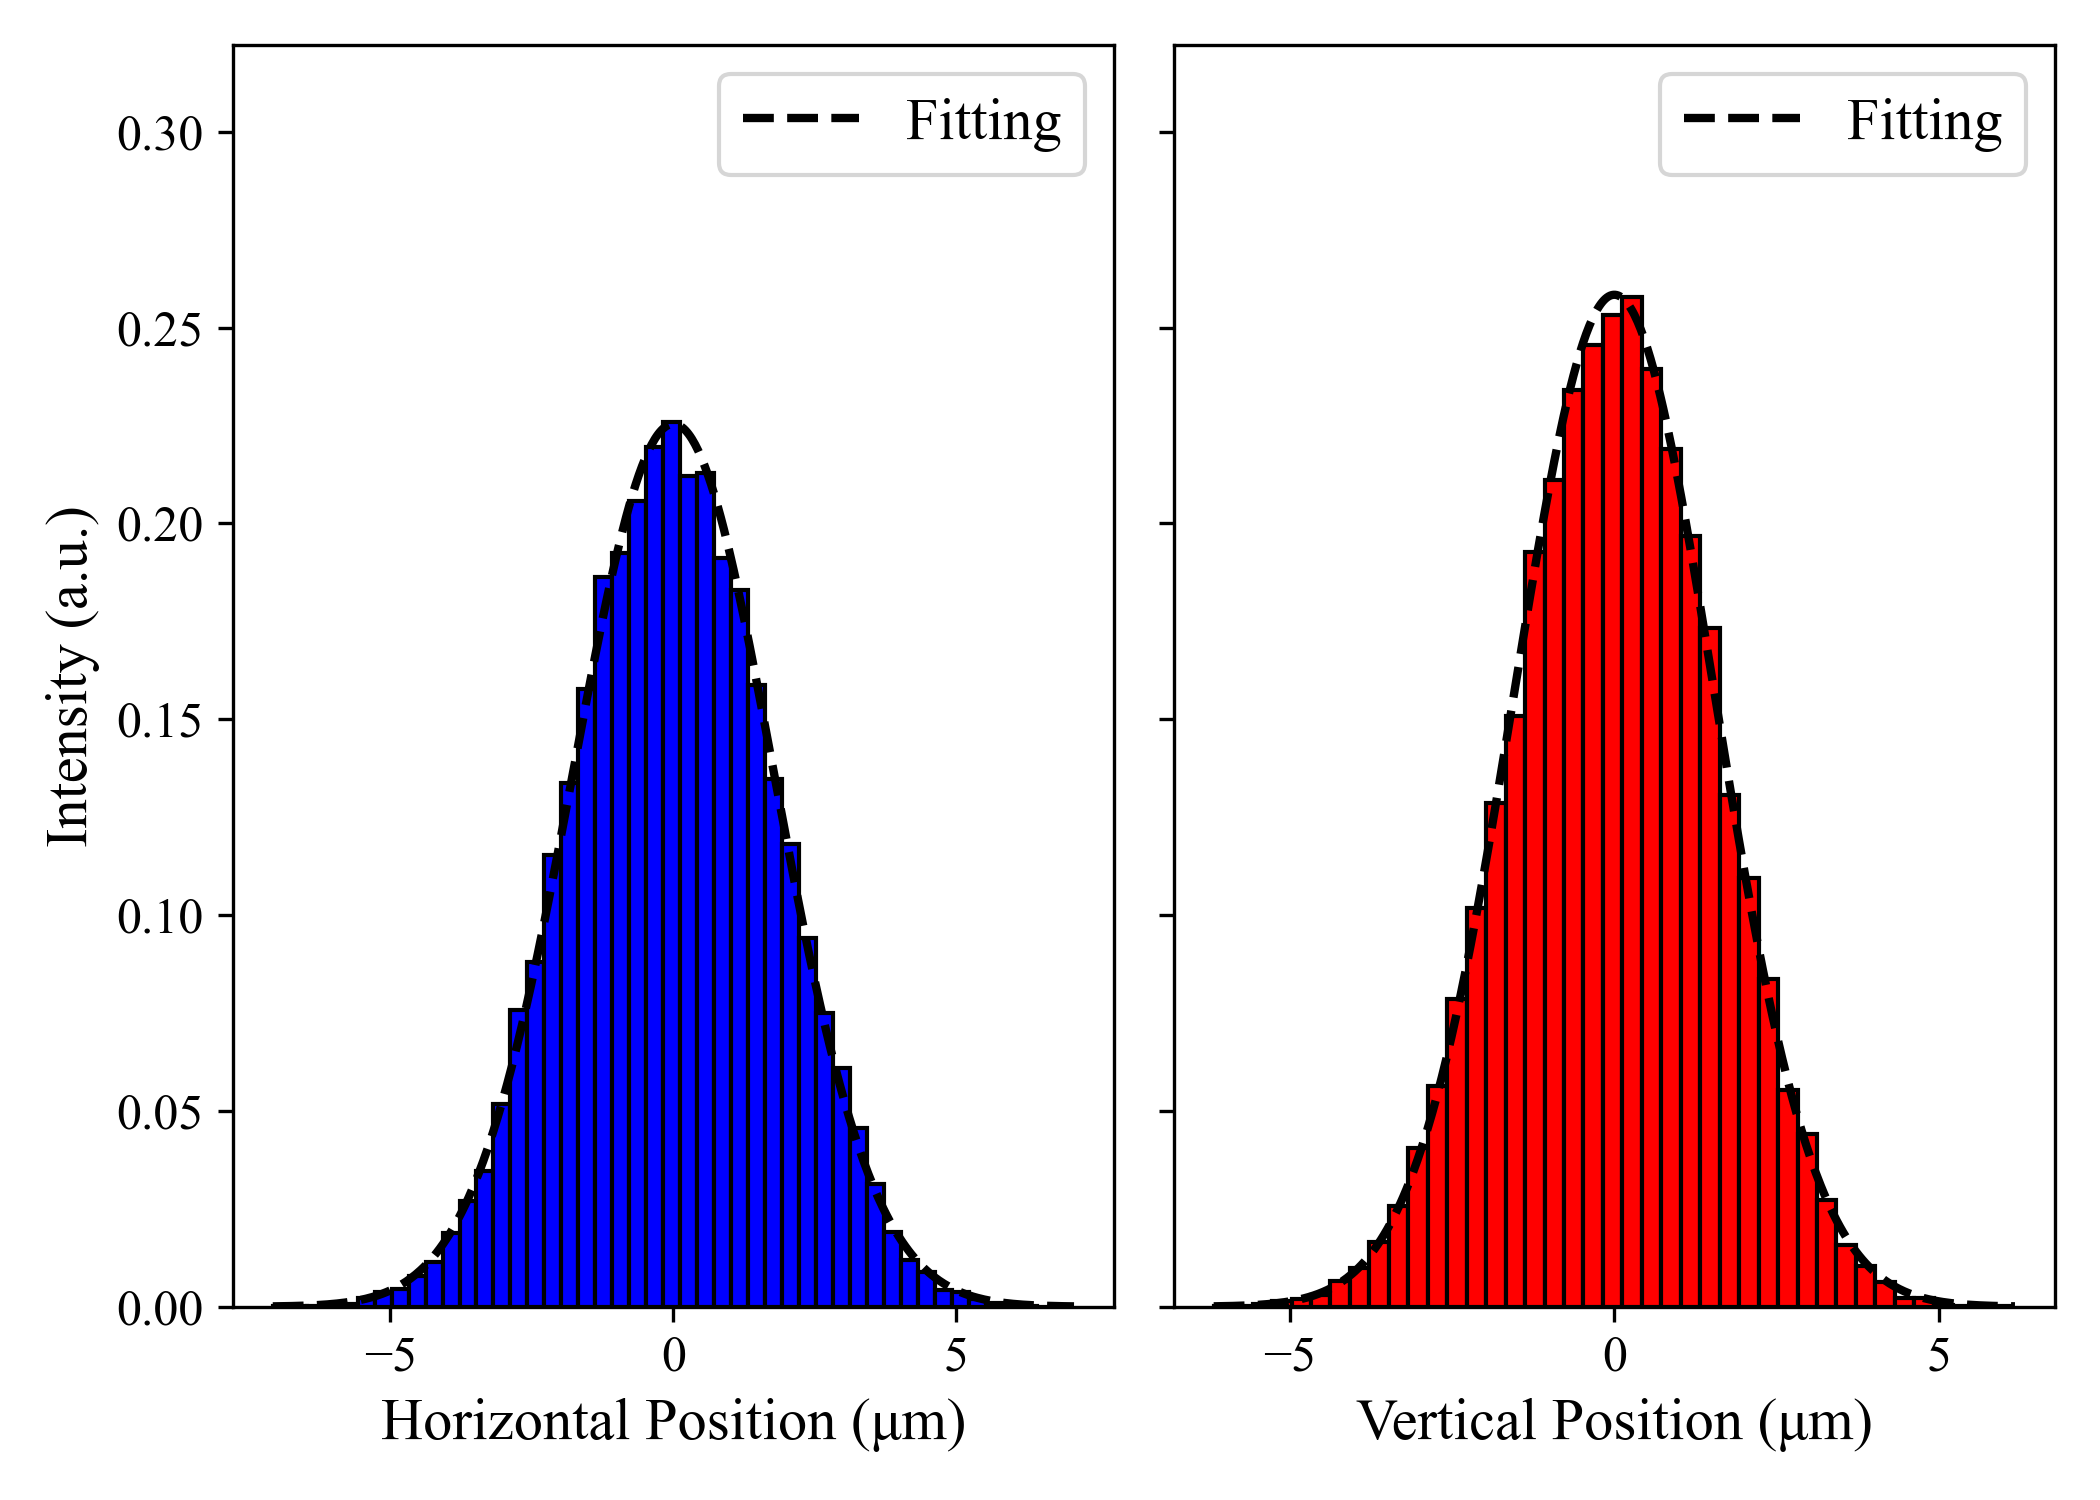 Fitting
Fitting
0.30
0.25
0.20
0.15
0.10
0.05
0.00
Intensity (a.u.)
−5
0
5
−5
0
5
Horizontal Position (μm)
Vertical Position (μm)